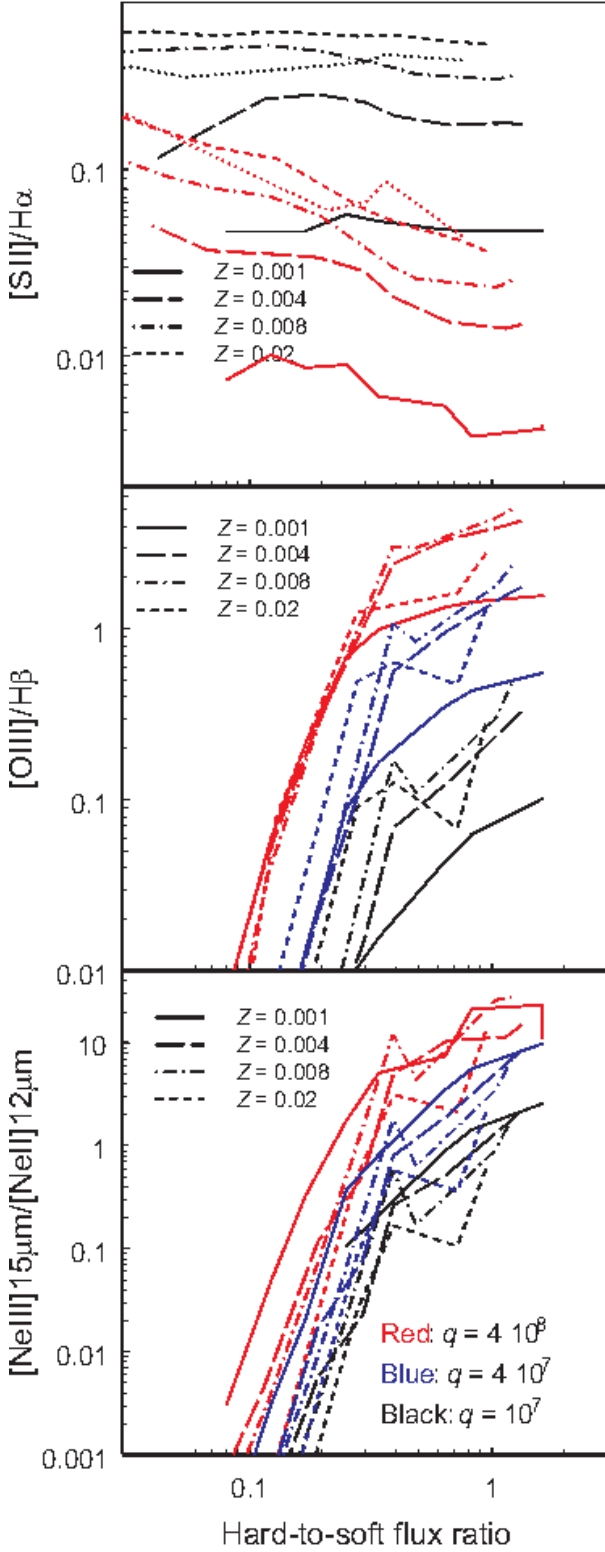 [SII]/Hα
0.1
0.01
Z = 0.001
Z = 0.004
Z = 0.008
Z = 0.02
[OIII]/Hβ
1
0.1
0.01
Z = 0.001
Z = 0.004
Z = 0.008
Z = 0.02
[NeIII]15μm/[NeII]12μm
10
1
0.1
0.01
0.001
Z = 0.001
Z = 0.004
Z = 0.008
Z = 0.02
Red: q = 4 10⁸
Blue: q = 4 10⁷
Black: q = 10⁷
0.1 1
Hard-to-soft flux ratio